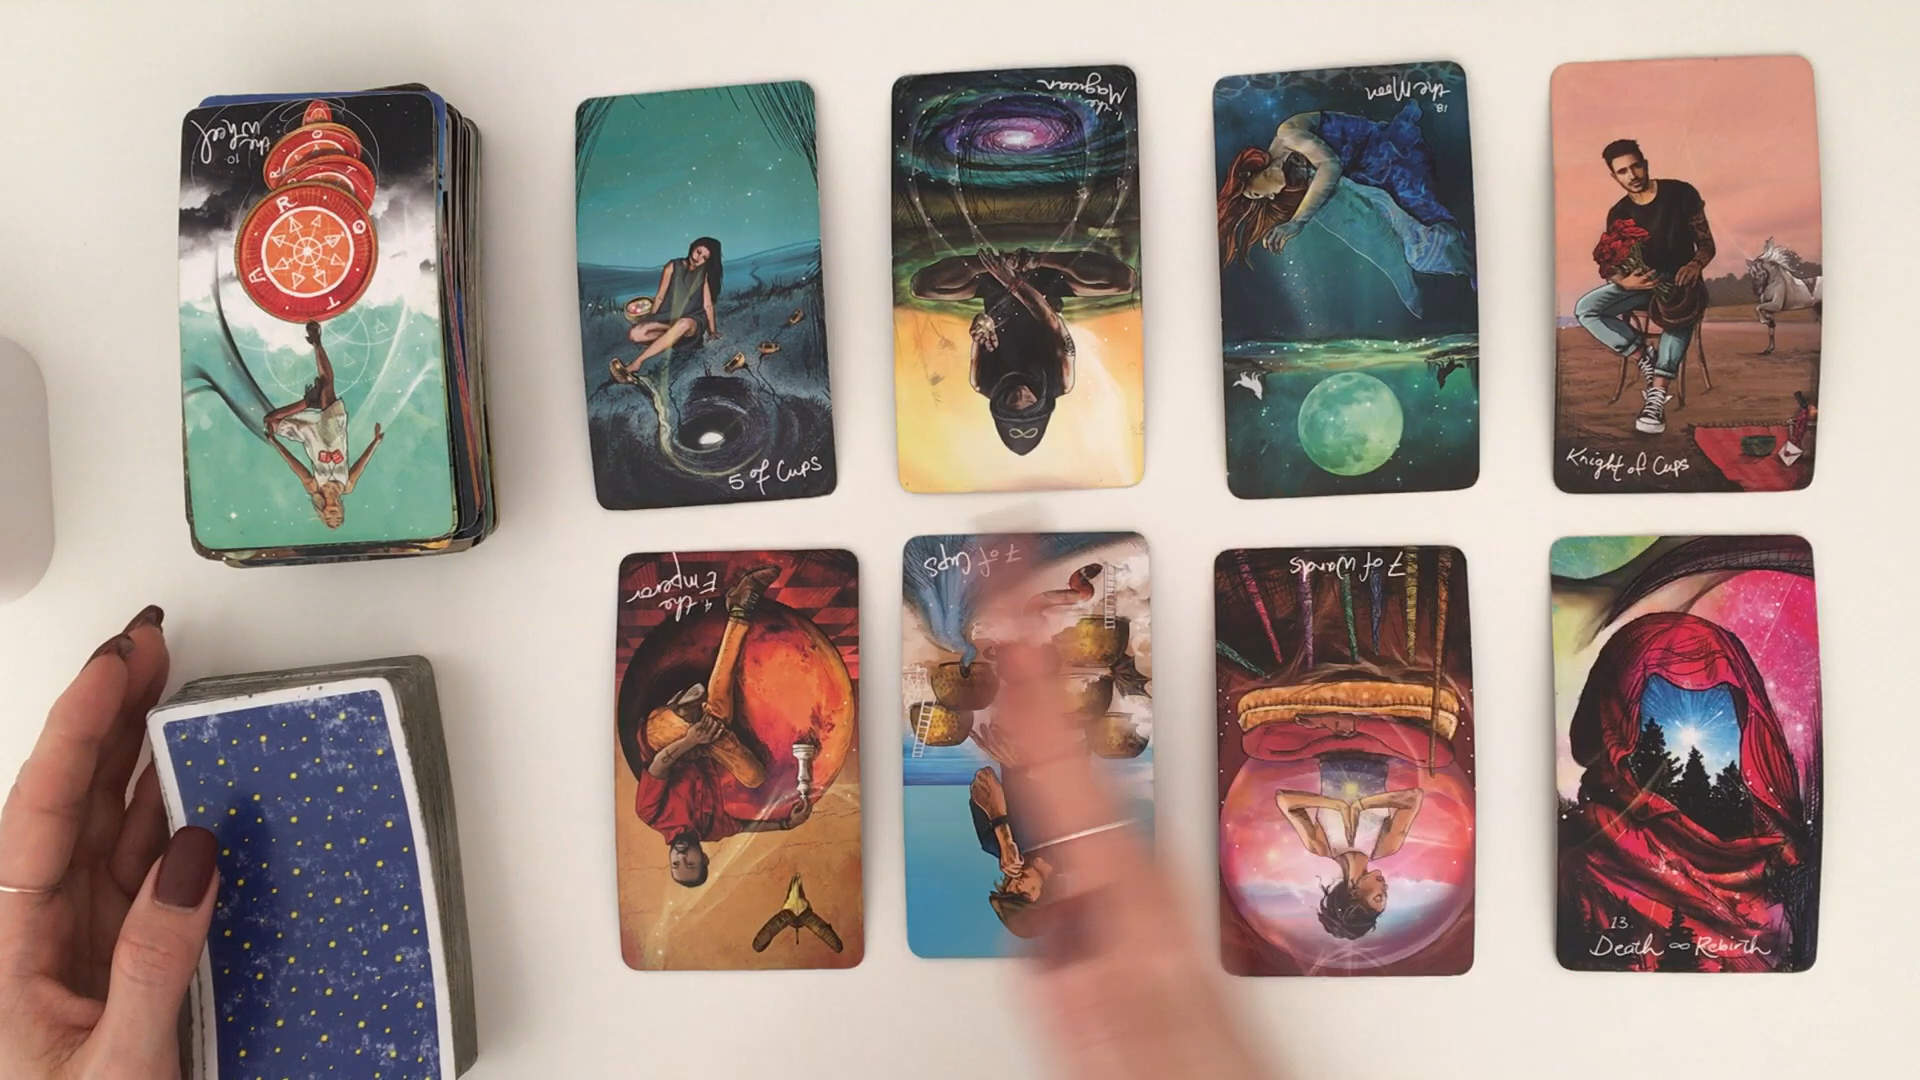 the
Wheel
10
T A R O
R O T
A R O T
5 of Cups
1. the
Magician
18.
the Moon
Knight of Cups
4
the
Emperor
7 of Cups
7 of Wands
13.
Death ∞ Rebirth